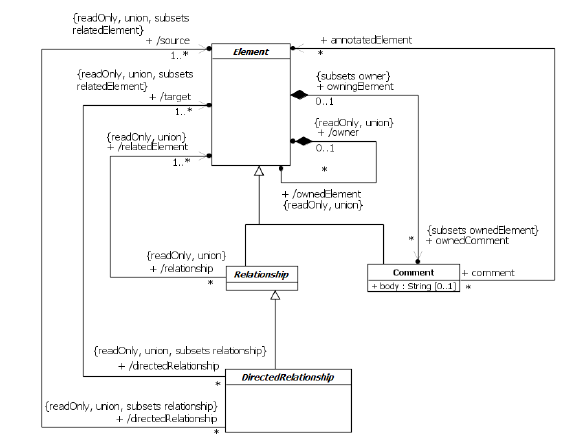 {readOnly, union, subsets
relatedElement}
+ /source
1..*
Element
+ annotatedElement
*
{readOnly, union, subsets
relatedElement}
+ /target
1..*
{subsets owner}
+ owningElement
0..1
{readOnly, union}
+ /owner
0..1
{readOnly, union}
+ /relatedElement
1..*
*
+ /ownedElement
{readOnly, union}
{subsets ownedElement}
+ ownedComment
*
{readOnly, union}
+ /relationship
*
Relationship
Comment
+ body : String [0..1]
+ comment
*
{readOnly, union, subsets relationship}
+ /directedRelationship
*
DirectedRelationship
{readOnly, union, subsets relationship}
+ /directedRelationship
*